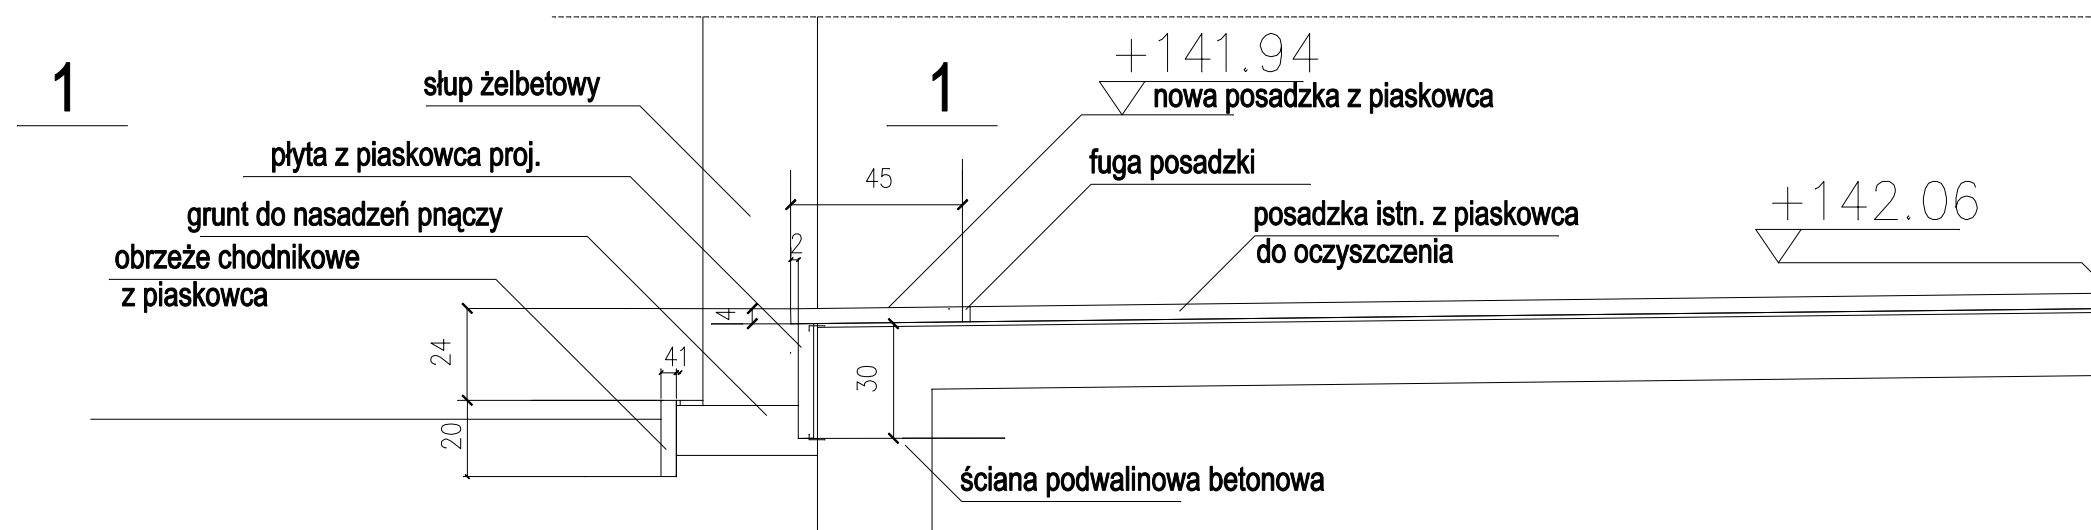 1
słup żelbetowy
płyta z piaskowca proj.
grunt do nasadzeń pnączy
obrzeże chodnikowe
z piaskowca
1
+141.94
nowa posadzka z piaskowca
fuga posadzki
45
2
posadzka istn. z piaskowca
do oczyszczenia
+142.06
4
24
41
30
20
ściana podwalinowa betonowa